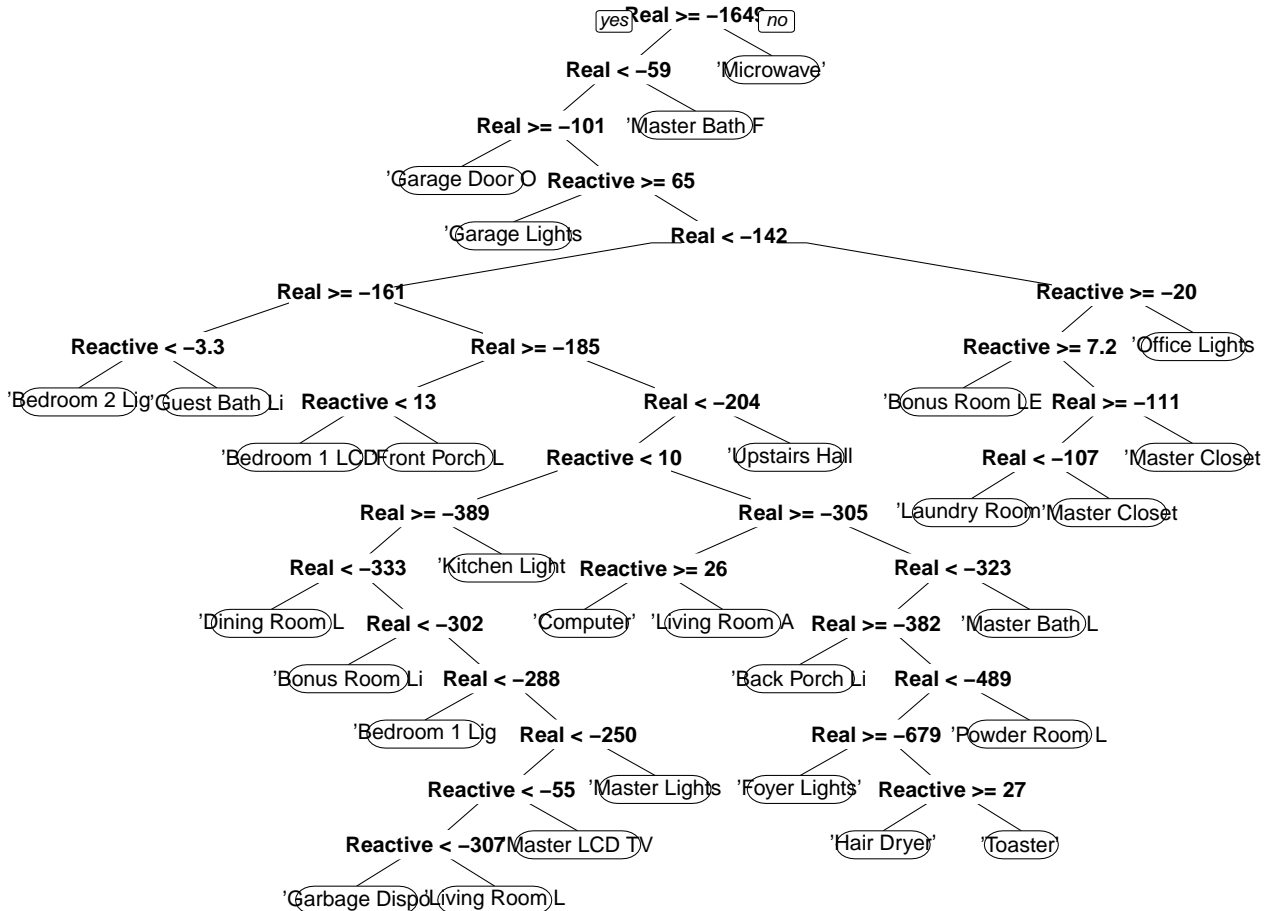 yes Real >= −1649 no
Real < −59 'Microwave'
Real >= −101 'Master Bath F
'Garage Door O Reactive >= 65
'Garage Lights Real < −142
Real >= −161 Reactive >= −20
Reactive < −3.3 Real >= −185 Reactive >= 7.2 'Office Lights
'Bedroom 2 Lig 'Guest Bath Li Reactive < 13 Real < −204 'Bonus Room LE Real >= −111
'Bedroom 1 LCD 'Front Porch L Reactive < 10 'Upstairs Hall Real < −107 'Master Closet
Real >= −389 Real >= −305 'Laundry Room 'Master Closet
Real < −333 'Kitchen Light Reactive >= 26 Real < −323
'Dining Room L Real < −302 'Computer' 'Living Room A Real >= −382 'Master Bath L
'Bonus Room Li Real < −288 'Back Porch Li Real < −489
'Bedroom 1 Lig Real < −250 Real >= −679 'Powder Room L
Reactive < −55 'Master Lights 'Foyer Lights' Reactive >= 27
Reactive < −307 'Master LCD TV 'Hair Dryer' 'Toaster'
'Garbage Dispo 'Living Room L